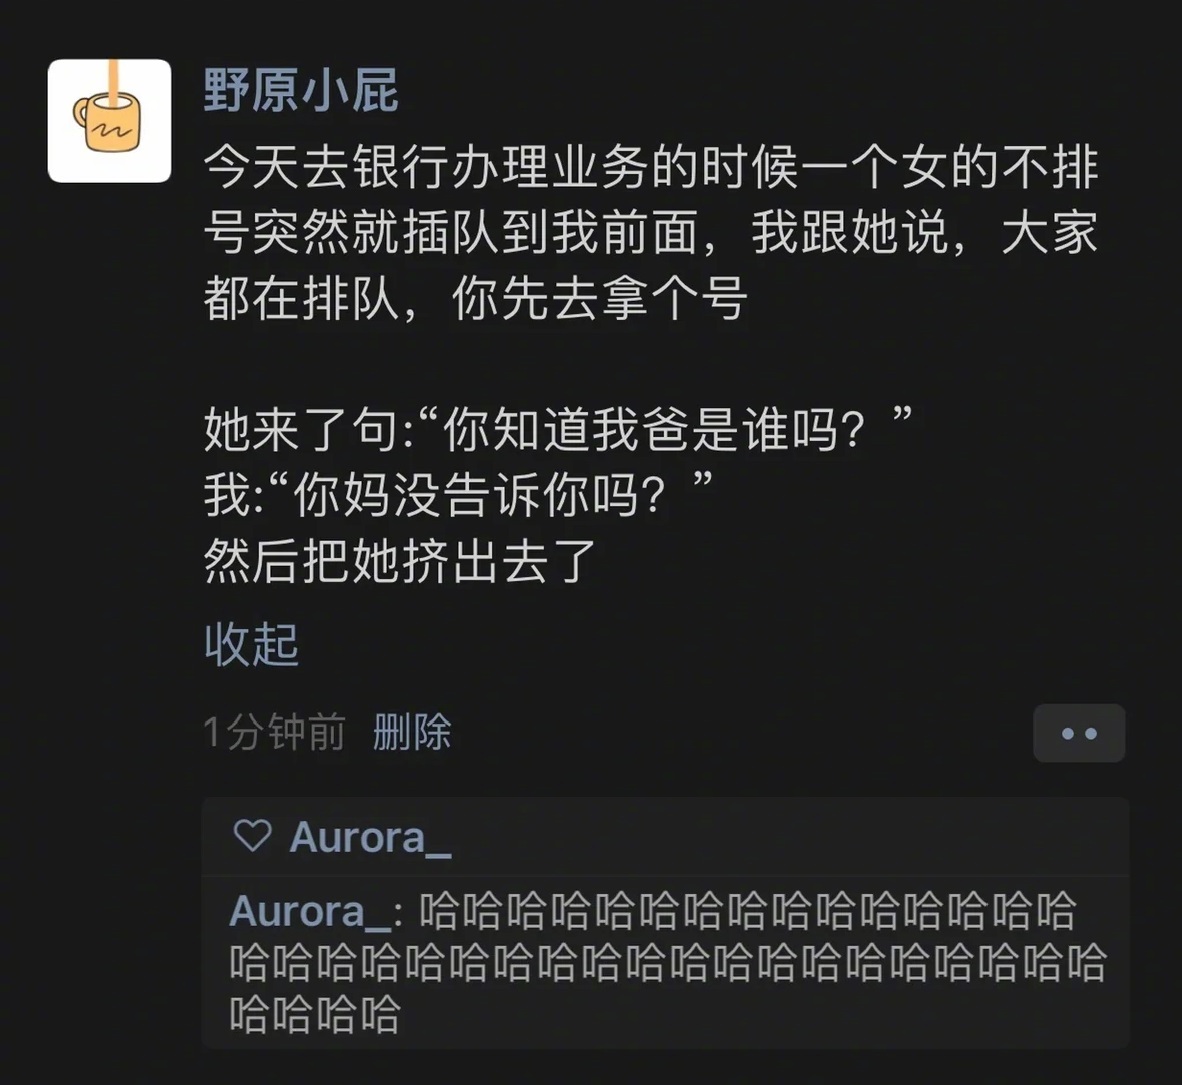 野原小屁
今天去银行办理业务的时候一个女的不排
号突然就插队到我前面，我跟她说，大家
都在排队，你先去拿个号
她来了句:“你知道我爸是谁吗？”
我:“你妈没告诉你吗？”
然后把她挤出去了
收起
1分钟前 删除
Aurora_
Aurora_: 哈哈哈哈哈哈哈哈哈哈哈哈哈哈哈
哈哈哈哈哈哈哈哈哈哈哈哈哈哈哈哈哈哈哈哈
哈哈哈哈